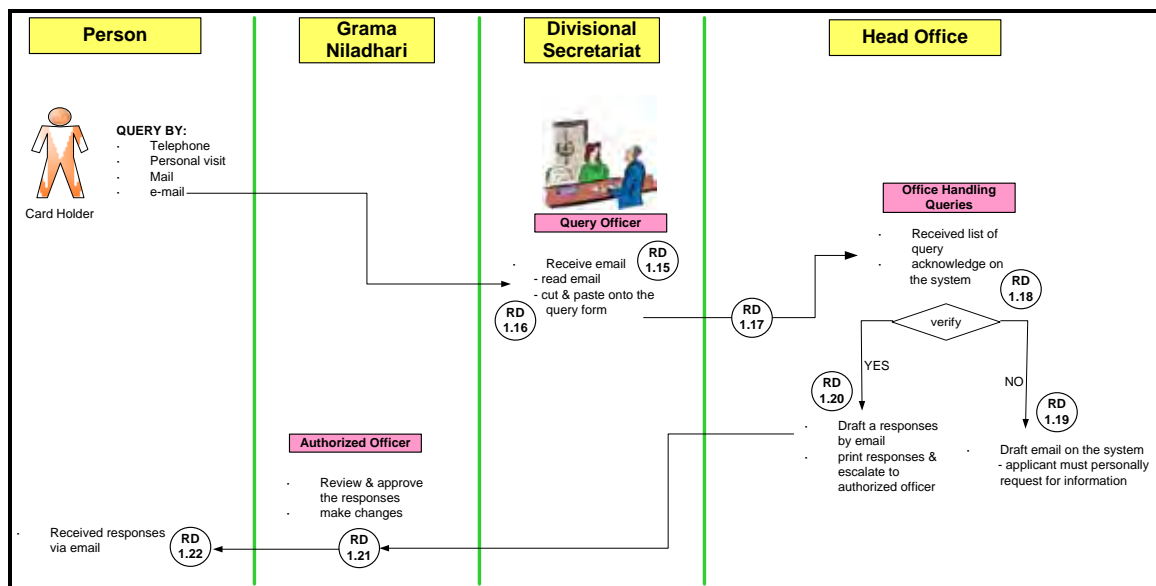 Person
Grama
Niladhari
Divisional
Secretariat
Head Office
QUERY BY:
· Telephone
· Personal visit
· Mail
· e-mail
Card Holder
Query Officer
· Receive email
- read email
- cut & paste onto the
query form
RD
1.15
RD
1.16
RD
1.17
Office Handling
Queries
· Received list of
query
· acknowledge on
the system
RD
1.18
verify
YES
NO
RD
1.20
RD
1.19
· Draft a responses
by email
· print responses &
escalate to
authorized officer
· Draft email on the system
- applicant must personally
request for information
Authorized Officer
· Review & approve
the responses
· make changes
RD
1.21
· Received responses
via email
RD
1.22